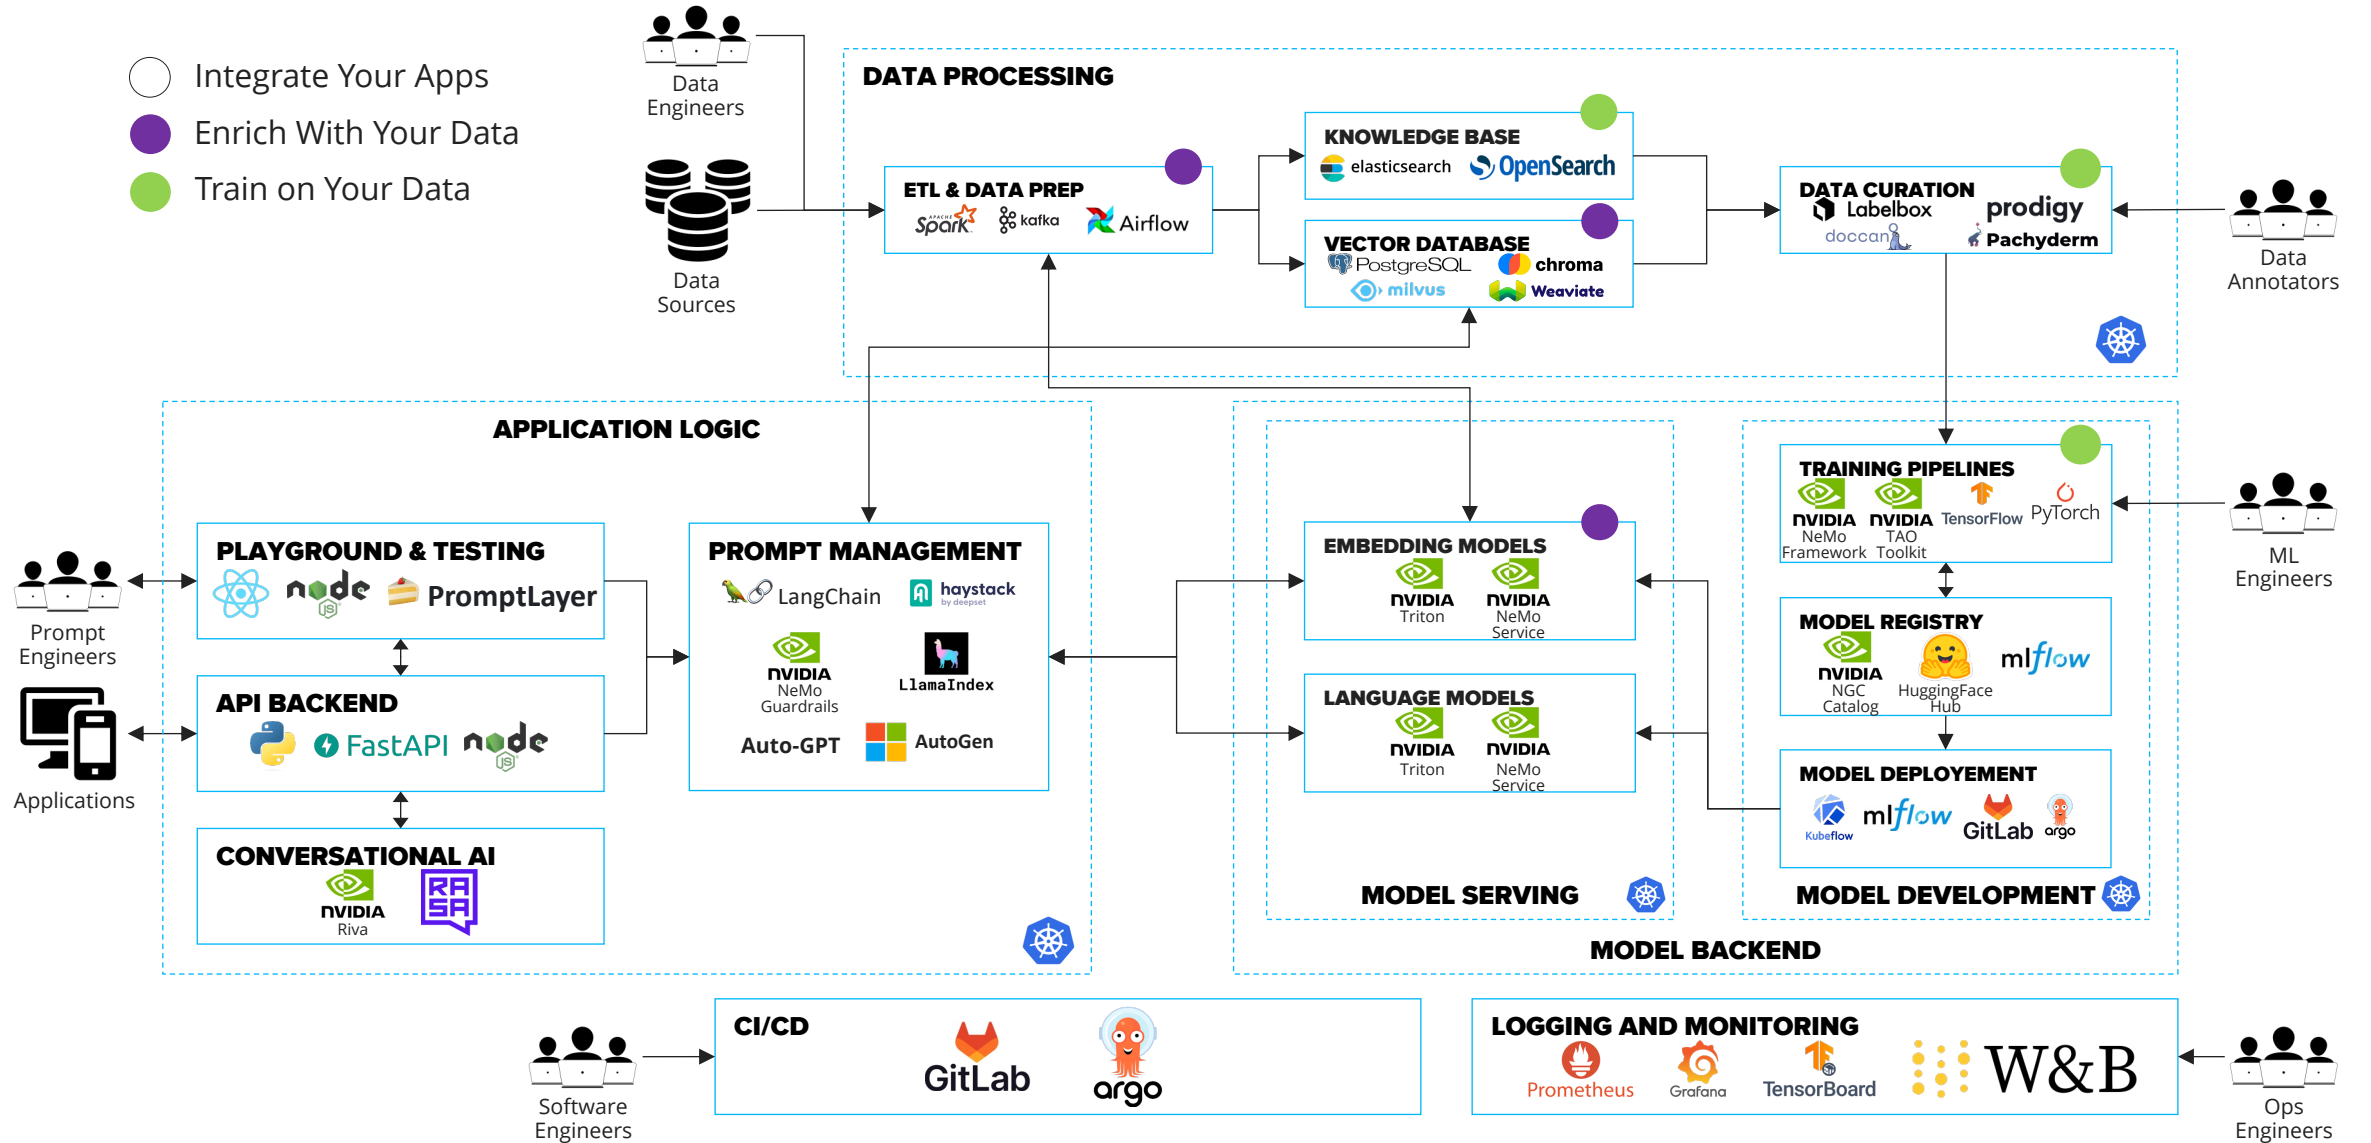 Integrate Your Apps
Enrich With Your Data
Train on Your Data
Data
Engineers
Data
Sources
DATA PROCESSING
ETL & DATA PREP
APACHE
Spark
kafka
Airflow
KNOWLEDGE BASE
elasticsearch
OpenSearch
VECTOR DATABASE
PostgreSQL
chroma
milvus
Weaviate
DATA CURATION
Labelbox
prodigy
doccano
Pachyderm
Data
Annotators
APPLICATION LOGIC
Prompt
Engineers
Applications
PLAYGROUND & TESTING
node
JS
PromptLayer
API BACKEND
FastAPI
node
JS
CONVERSATIONAL AI
NVIDIA
Riva
RASA
PROMPT MANAGEMENT
LangChain
haystack
by deepset
NVIDIA
NeMo
Guardrails
LlamaIndex
Auto-GPT
AutoGen
EMBEDDING MODELS
NVIDIA
Triton
NVIDIA
NeMo
Service
LANGUAGE MODELS
NVIDIA
Triton
NVIDIA
NeMo
Service
MODEL SERVING
TRAINING PIPELINES
NVIDIA
NeMo
Framework
NVIDIA
TAO
Toolkit
TensorFlow
PyTorch
MODEL REGISTRY
NVIDIA
NGC
Catalog
HuggingFace
Hub
mlflow
MODEL DEPLOYEMENT
Kubeflow
mlflow
GitLab
argo
MODEL DEVELOPMENT
MODEL BACKEND
ML
Engineers
Software
Engineers
CI/CD
GitLab
argo
LOGGING AND MONITORING
Prometheus
Grafana
TensorBoard
W&B
Ops
Engineers